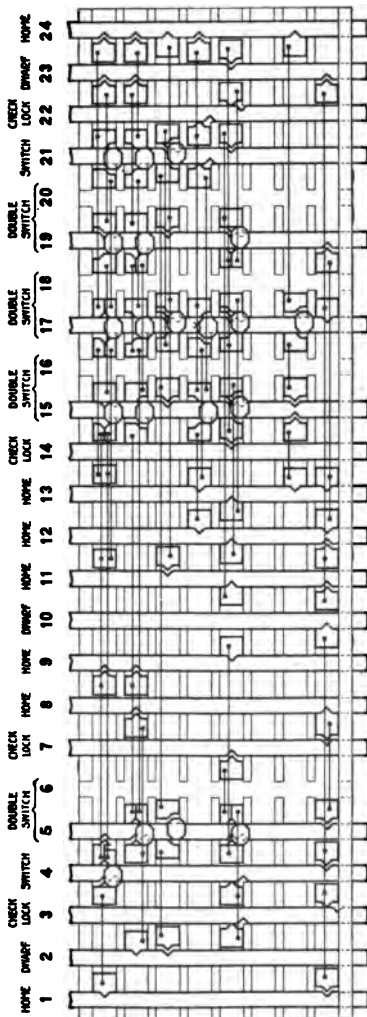 CHECK DOUBLE CHECK CHECK DOUBLE DOUBLE DOUBLE CHECK
HOME DWARF LOCK SWITCH SWITCH LOCK HOME HOME DWARF HOME HOME HOME LOCK SWITCH SWITCH SWITCH SWITCH LOCK DWARF HOME
1 2 3 4 5 6 7 8 9 10 11 12 13 14 15 16 17 18 19 20 21 22 23 24